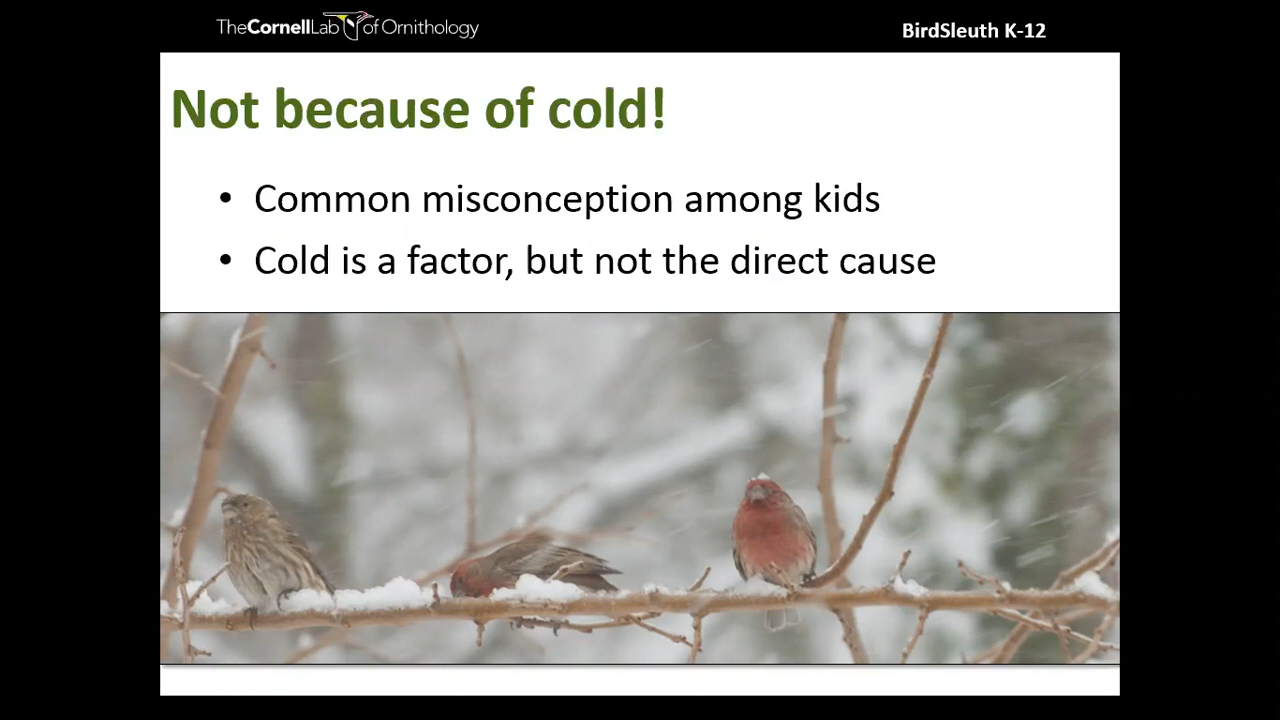 TheCornellLab of Ornithology
BirdSleuth K-12
Not because of cold!
• Common misconception among kids
• Cold is a factor, but not the direct cause